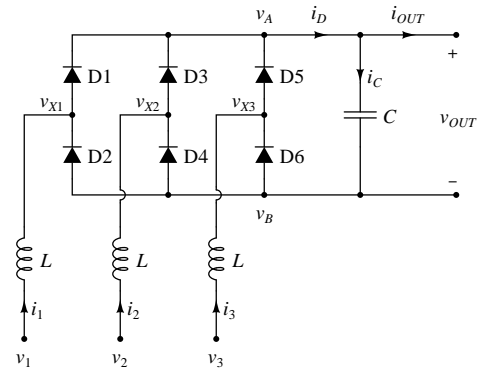 v_A i_D i_OUT
D1 D3 D5 +
v_X1 v_X2 v_X3 i_C
C v_OUT
D2 D4 D6
−
v_B
L L L
i_1 i_2 i_3
v_1 v_2 v_3